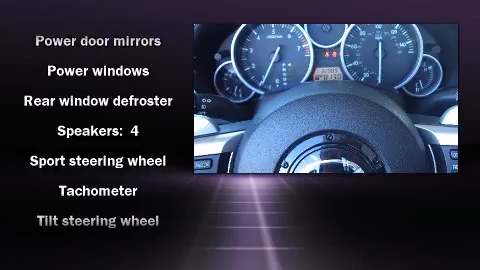 Power door mirrors
Power windows
Rear window defroster
Speakers: 4
Sport steering wheel
Tachometer
Tilt steering wheel